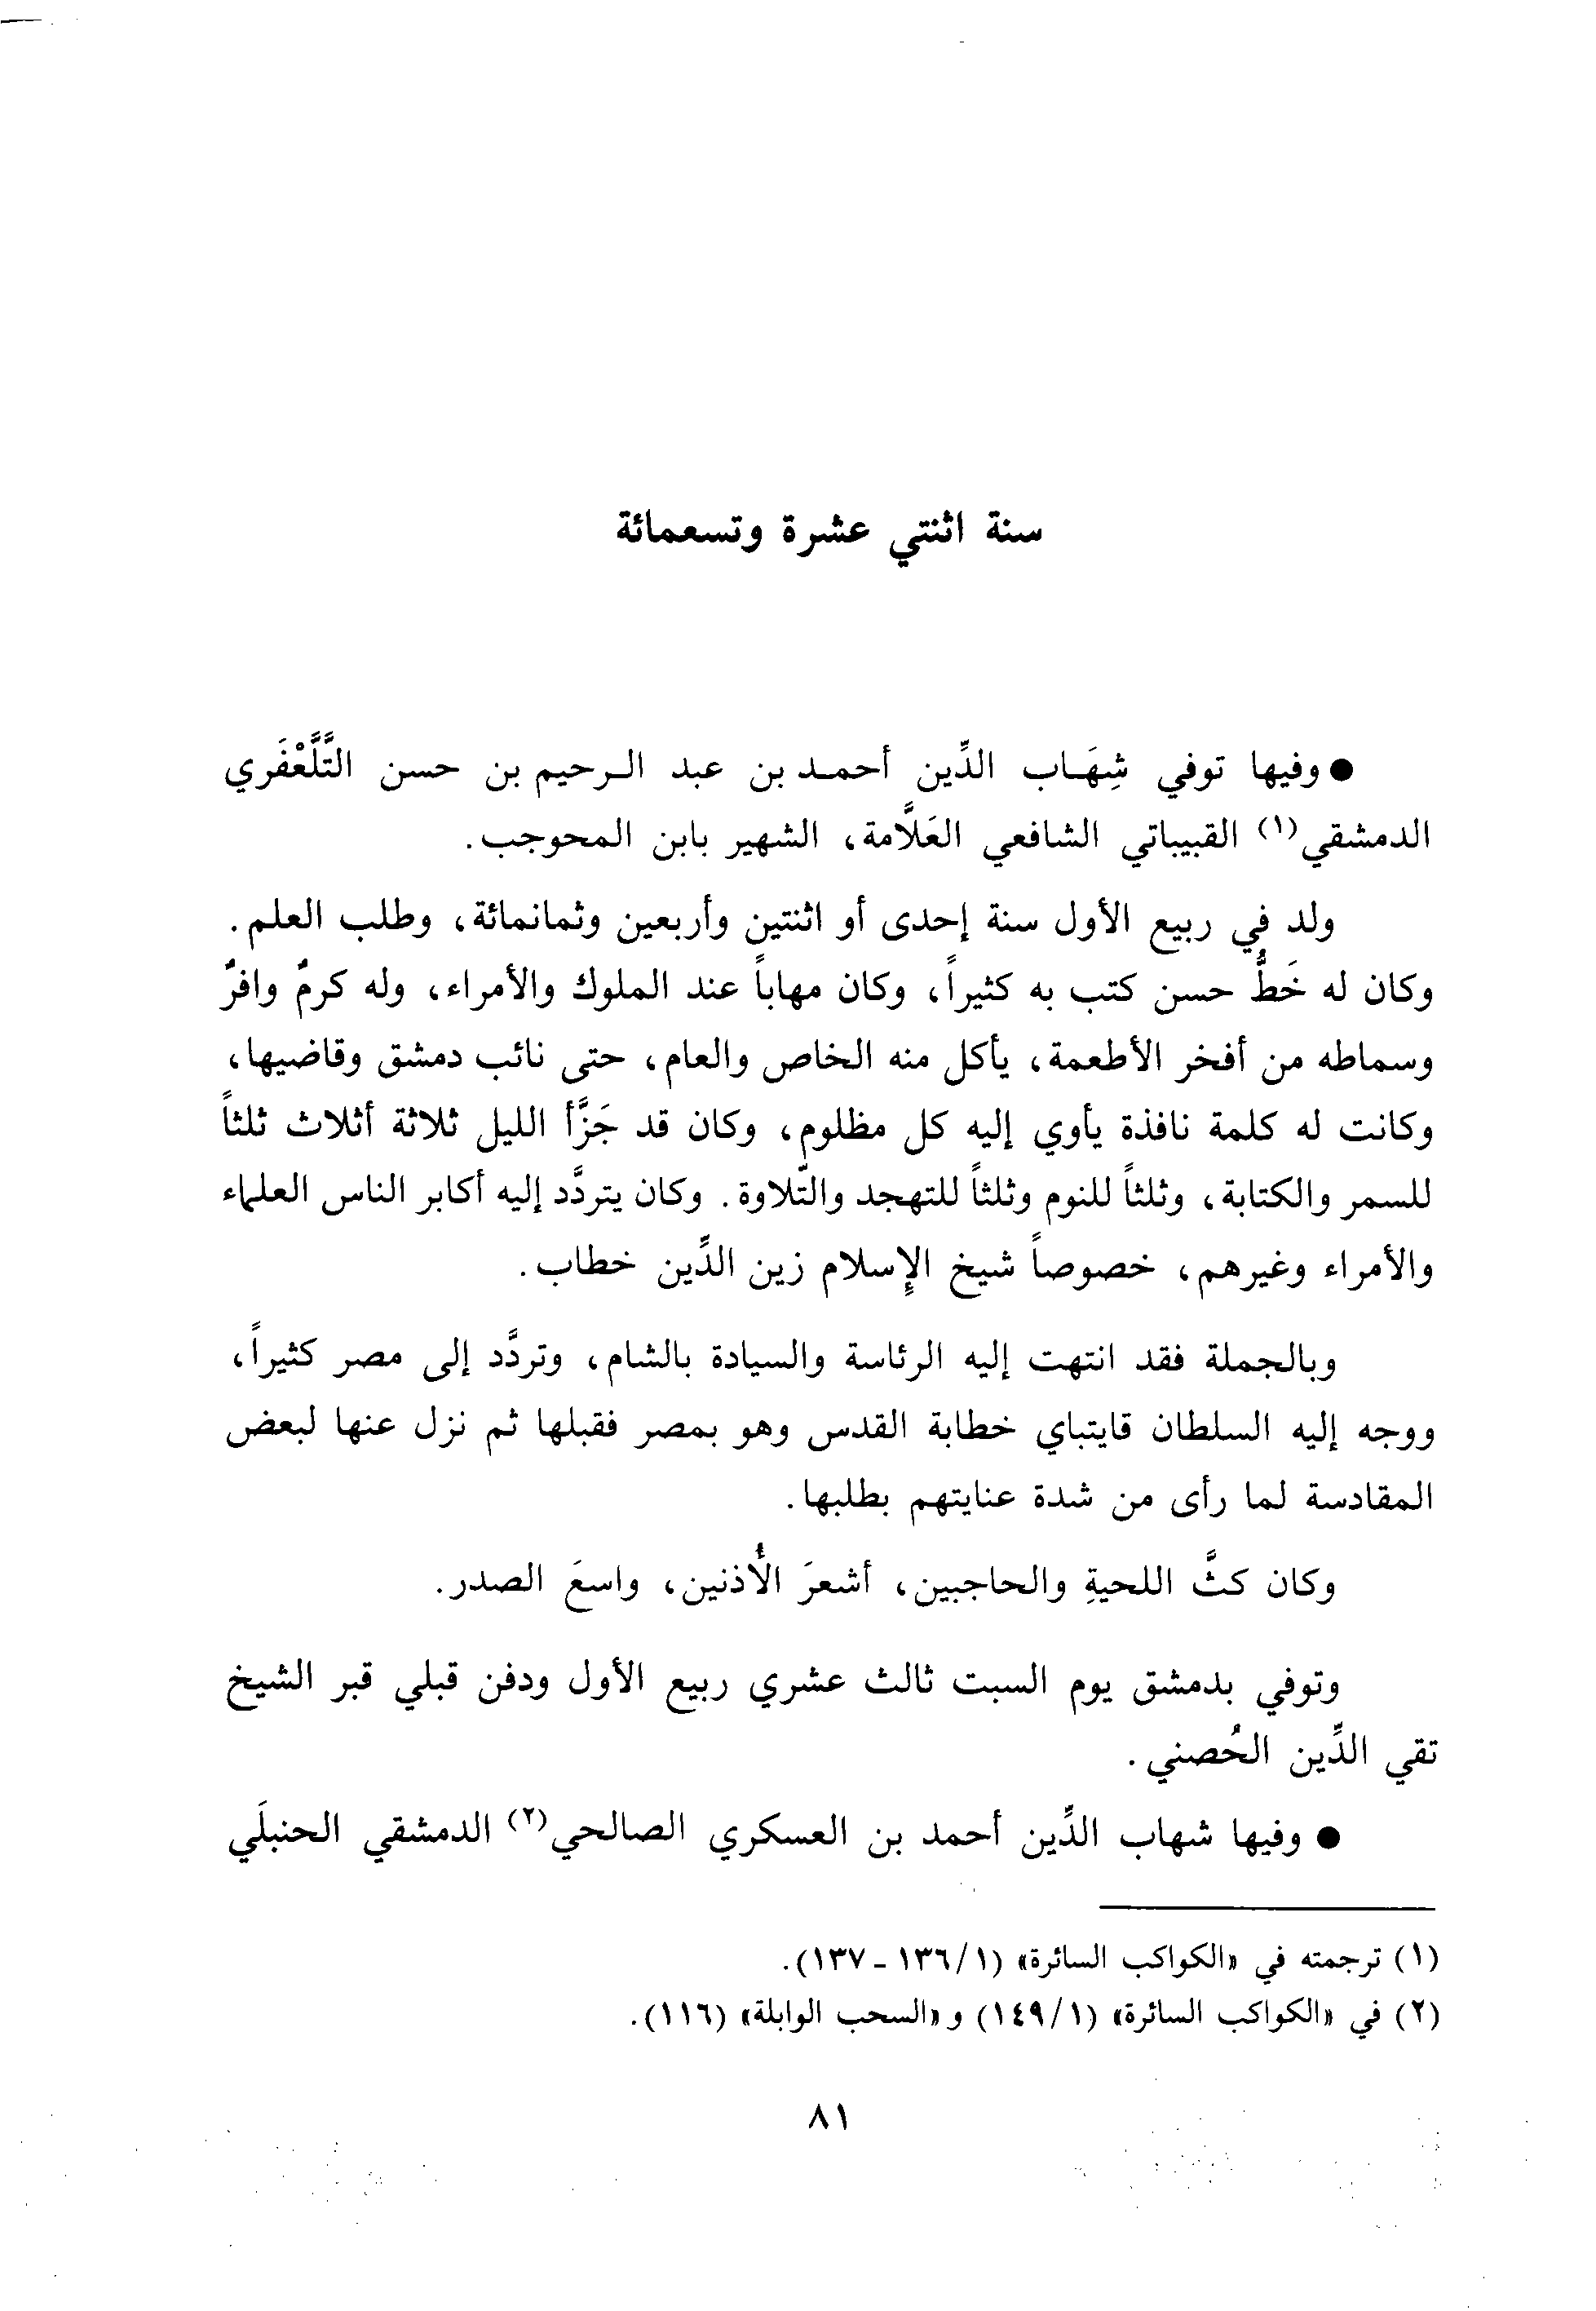 سنة اثنتي عشرة وتسعمائة
● وفيها توفي شِهَـاب الدِّين أحمـد بن عبد الـرحيم بن حسن التَّلَّعْفَري
الدمشقي(١) القبيباتي الشافعي العَلَّامة، الشهير بابن المحوجب.
ولد في ربيع الأول سنة إحدى أو اثنتين وأربعين وثمانمائة، وطلب العلم.
وكان له خَطٌّ حسن كتب به كثيراً، وكان مهاباً عند الملوك والأمراء، وله كرمٌ وافرٌ
وسماطه من أفخر الأطعمة، يأكل منه الخاص والعام، حتى نائب دمشق وقاضيها،
وكانت له كلمة نافذة يأوي إليه كل مظلوم، وكان قد جَزَّأ الليل ثلاثة أثلاث ثلثاً
للسمر والكتابة، وثلثاً للنوم وثلثاً للتهجد والتّلاوة. وكان يتردَّد إليه أكابر الناس العلماء
والأمراء وغيرهم، خصوصاً شيخ الإسلام زين الدِّين خطاب.
وبالجملة فقد انتهت إليه الرئاسة والسيادة بالشام، وتردَّد إلى مصر كثيراً،
ووجه إليه السلطان قايتباي خطابة القدس وهو بمصر فقبلها ثم نزل عنها لبعض
المقادسة لما رأى من شدة عنايتهم بطلبها.
وكان كثَّ اللحيةِ والحاجبين، أشعرَ الأُذنين، واسعَ الصدر.
وتوفي بدمشق يوم السبت ثالث عشري ربيع الأول ودفن قبلي قبر الشيخ
تقي الدِّين الحُصني.
● وفيها شهاب الدِّين أحمد بن العسكري الصالحي(٢) الدمشقي الحنبلَي
(١) ترجمته في «الكواكب السائرة» (١/ ١٣٦ - ١٣٧).
(٢) في «الكواكب السائرة» (١/ ١٤٩) و «السحب الوابلة» (١١٦).
٨١